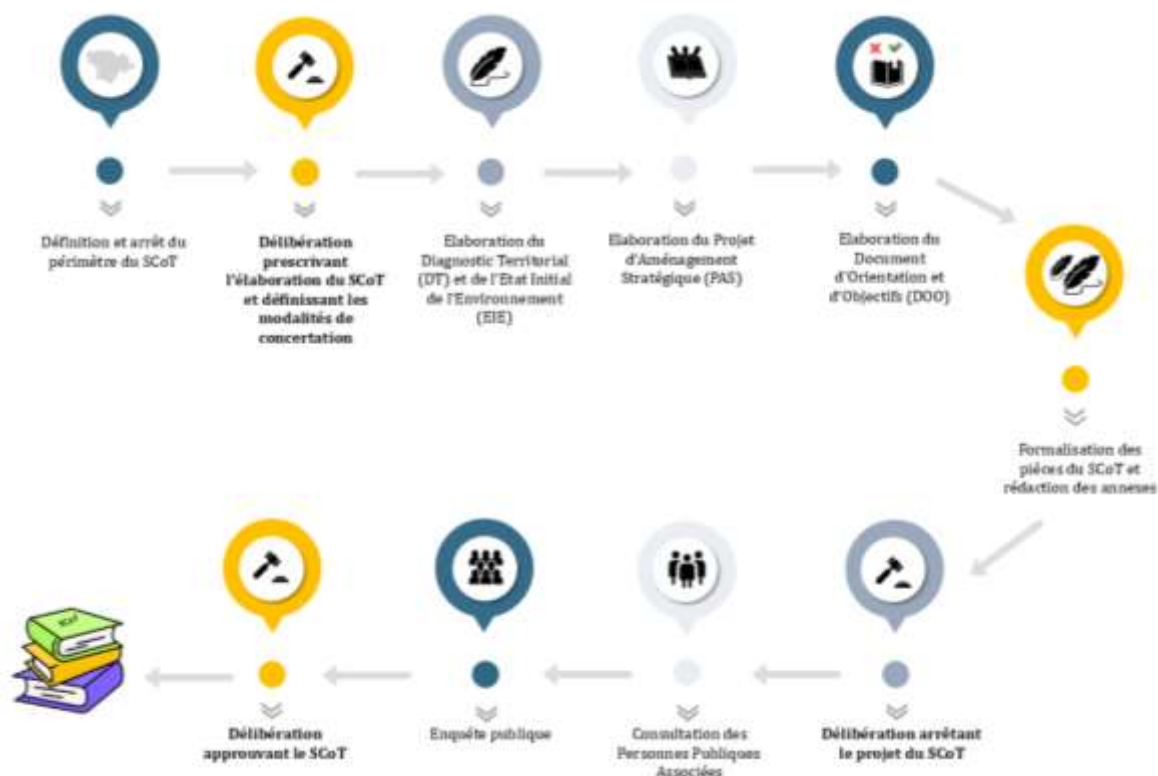 Définition et arrêt du
périmètre du SCoT
Délibération
prescrivant
l'élaboration du SCoT
et définissant les
modalités de
concertation
Elaboration du
Diagnostic Territorial
(DT) et de l'Etat Initial
de l'Environnement
(EIE)
Elaboration du Projet
d'Aménagement
Stratégique (PAS)
Elaboration du
Document
d'Orientation et
d'Objectifs (DOO)
Formalisation des
pièces du SCoT et
rédaction des annexes
Délibération arrêtant
le projet du SCoT
Consultation des
Personnes Publiques
Associées
Enquête publique
Délibération
approuvant le SCoT
SCoT